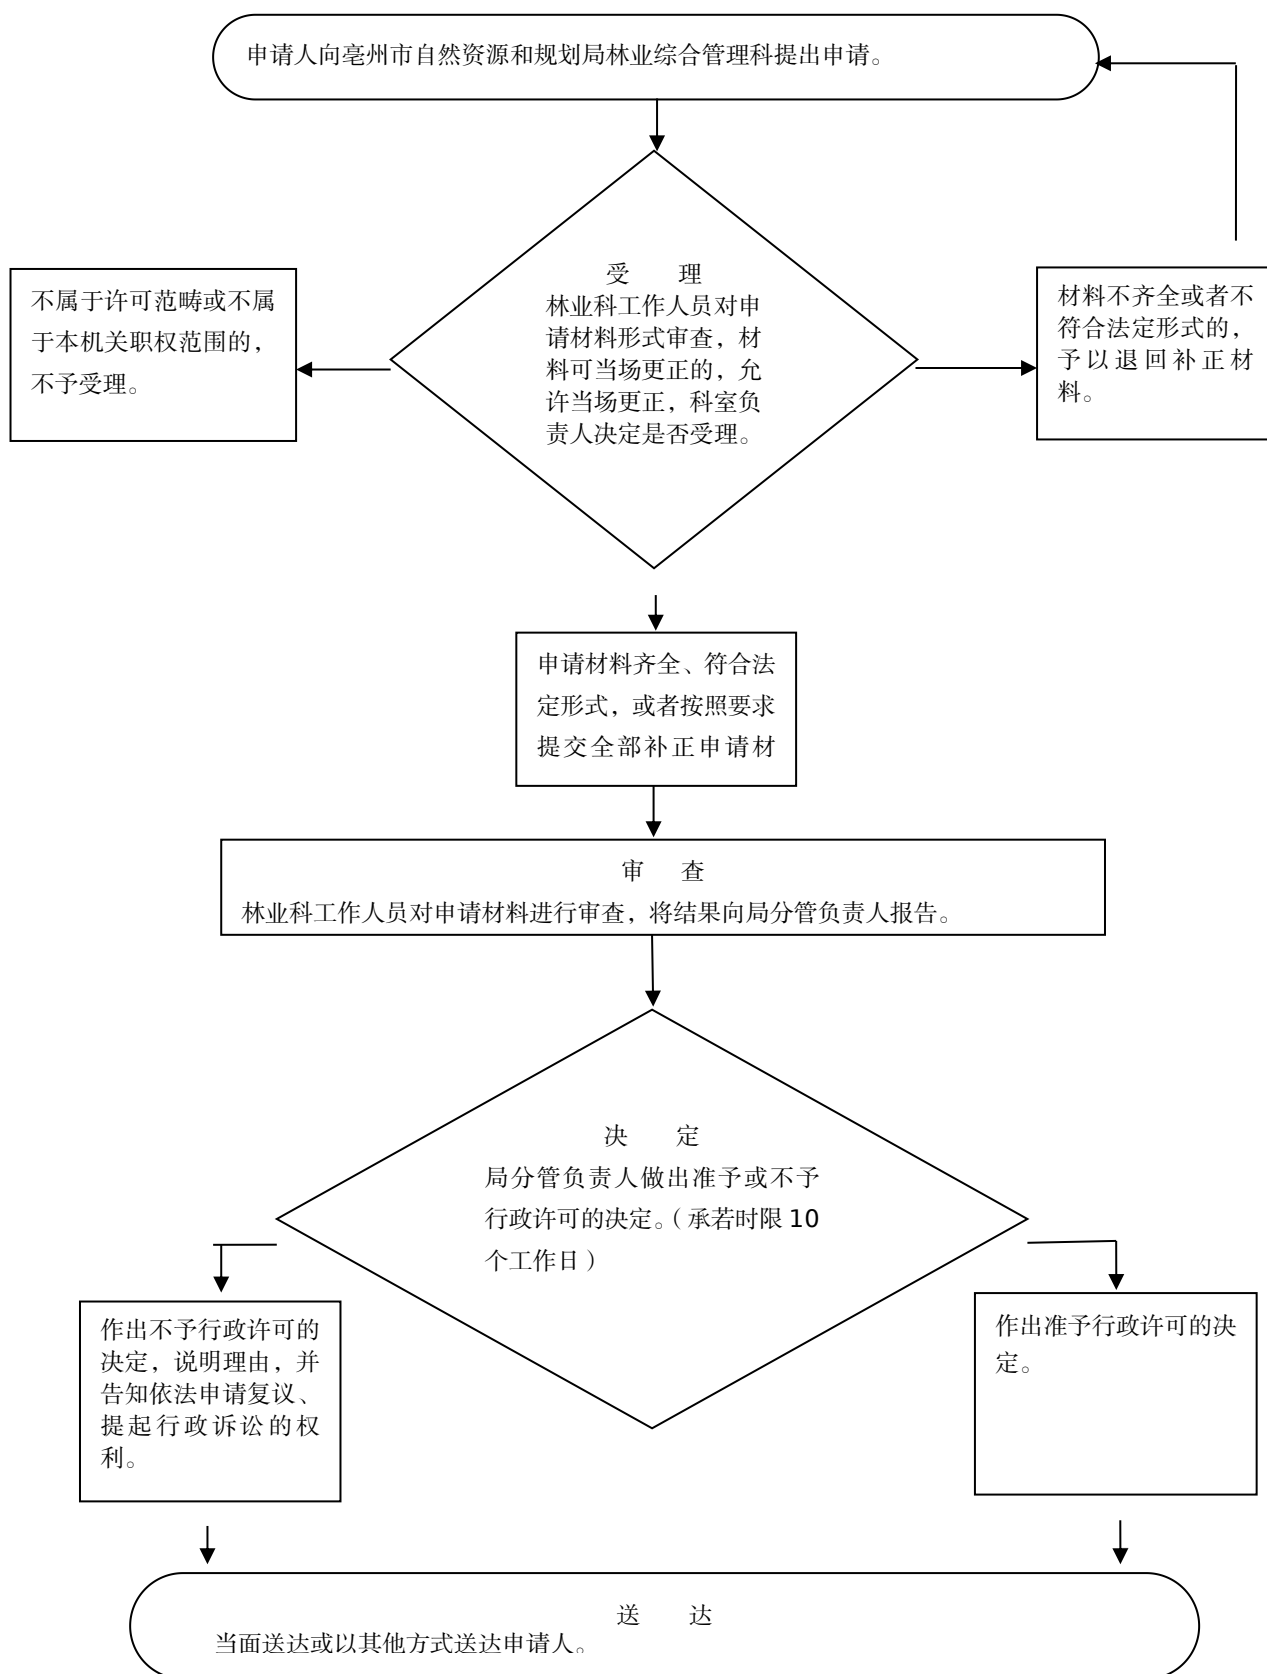 申请人向亳州市自然资源和规划局林业综合管理科提出申请。
受 理
林业科工作人员对申
请材料形式审查，材
料可当场更正的，允
许当场更正，科室负
责人决定是否受理。
不属于许可范畴或不属
于本机关职权范围的，
不予受理。
材料不齐全或者不
符合法定形式的，
予以退回补正材
料。
申请材料齐全、符合法
定形式，或者按照要求
提交全部补正申请材
审 查
林业科工作人员对申请材料进行审查，将结果向局分管负责人报告。
决 定
局分管负责人做出准予或不予
行政许可的决定。（承若时限 10
个工作日）
作出不予行政许可的
决定，说明理由，并
告知依法申请复议、
提起行政诉讼的权
利。
作出准予行政许可的决
定。
送 达
当面送达或以其他方式送达申请人。